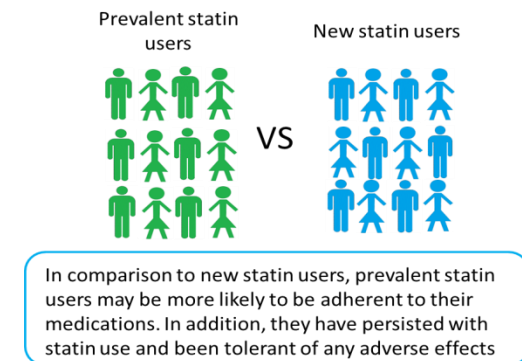 Prevalent statin
users
New statin users
VS
In comparison to new statin users, prevalent statin
users may be more likely to be adherent to their
medications. In addition, they have persisted with
statin use and been tolerant of any adverse effects